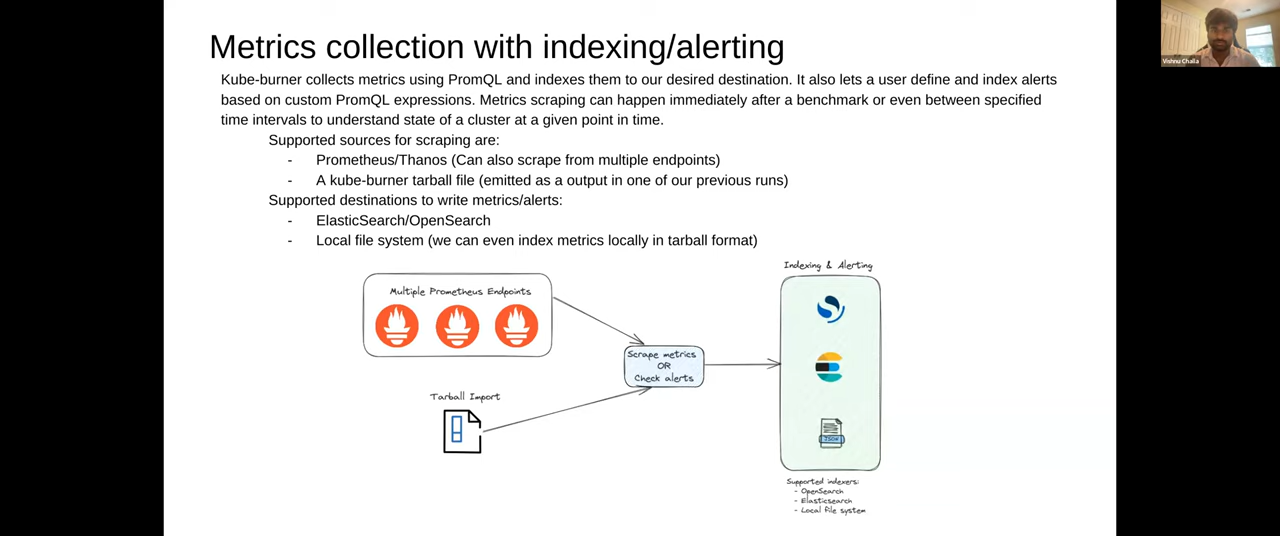 Metrics collection with indexing/alerting
Kube-burner collects metrics using PromQL and indexes them to our desired destination. It also lets a user define and index alerts
based on custom PromQL expressions. Metrics scraping can happen immediately after a benchmark or even between specified
time intervals to understand state of a cluster at a given point in time.
Supported sources for scraping are:
- Prometheus/Thanos (Can also scrape from multiple endpoints)
- A kube-burner tarball file (emitted as a output in one of our previous runs)
Supported destinations to write metrics/alerts:
- ElasticSearch/OpenSearch
- Local file system (we can even index metrics locally in tarball format)
Vishnu Challa
Indexing & Alerting
Multiple Prometheus Endpoints
Scrape metrics
OR
Check alerts
Tarball Import
JSON
Supported indexers:
- OpenSearch
- Elasticsearch
- Local file system